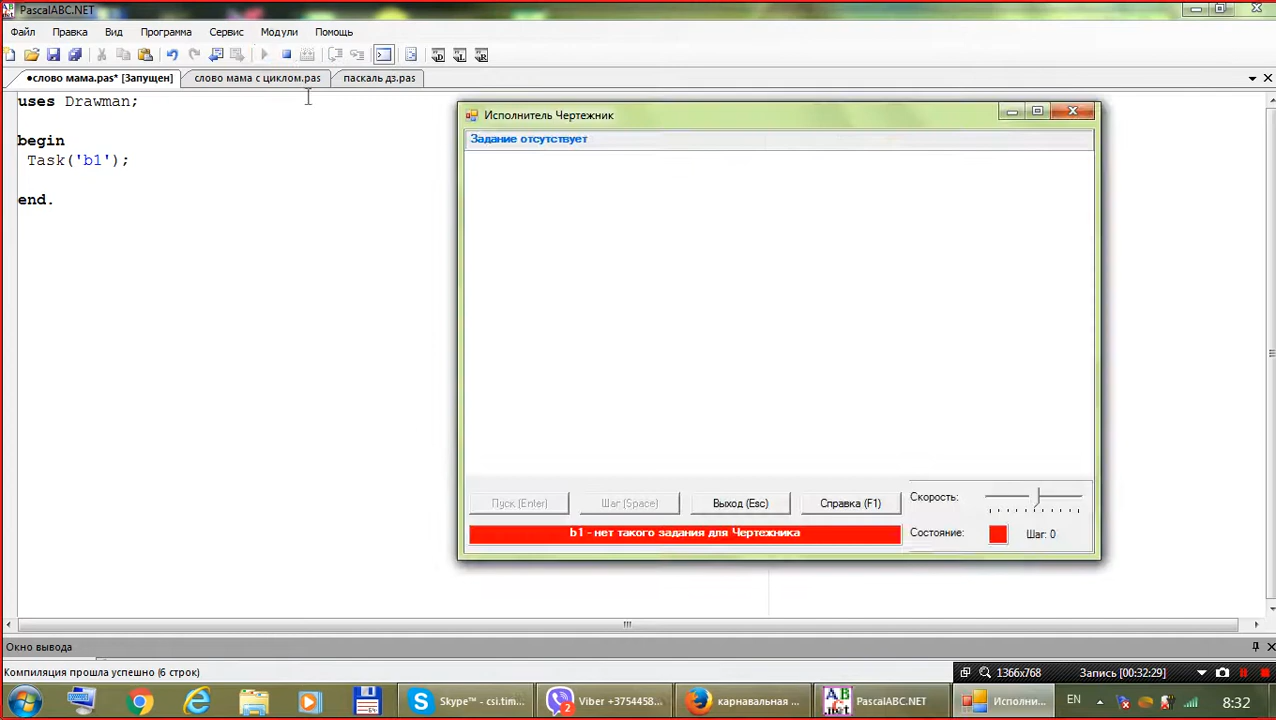 PascalABC.NET
Файл Правка Вид Программа Сервис Модули Помощь
•слово мама.pas* [Запущен] слово мама с циклом.pas паскаль дз.pas
uses Drawman;
begin
Task('b1');
end.
Исполнитель Чертежник
Задание отсутствует
Пуск (Enter) Шаг (Space) Выход (Esc) Справка (F1) Скорость:
b1 - нет такого задания для Чертежника Состояние: Шаг: 0
Окно вывода
Компиляция прошла успешно (6 строк) 1366x768 Запись [00:32:29]
Skype™ - csi.tim... Viber +3754458... карнавальная ... PascalABC.NET Исполни... EN 8:32